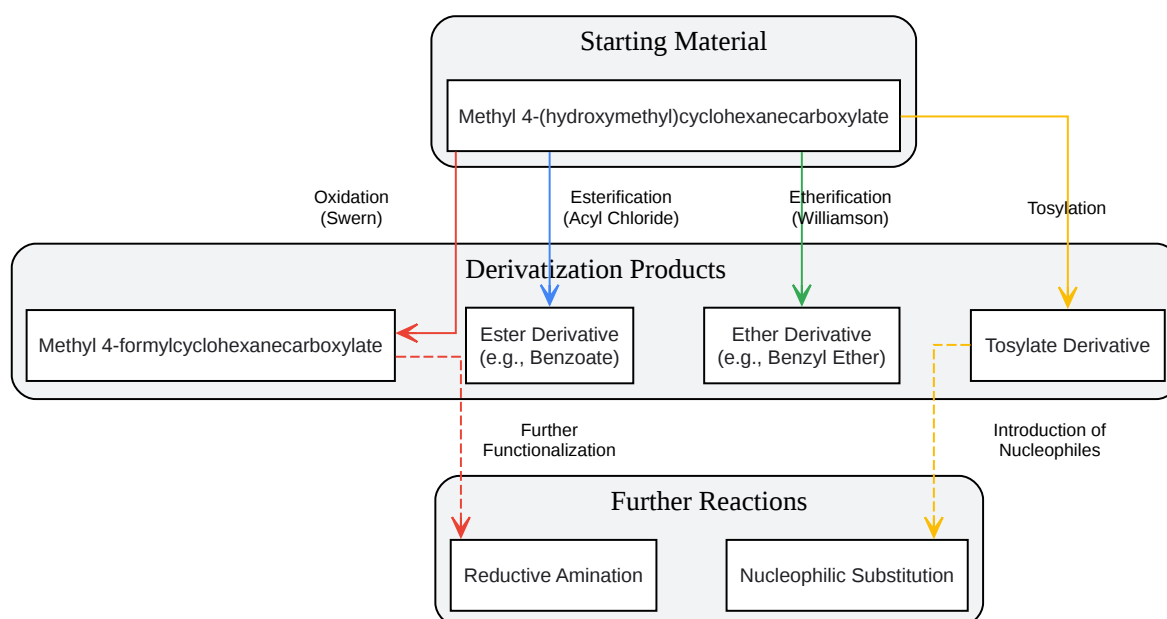 Starting Material
Methyl 4-(hydroxymethyl)cyclohexanecarboxylate
Oxidation
(Swern)
Esterification
(Acyl Chloride)
Etherification
(Williamson)
Tosylation
Derivatization Products
Methyl 4-formylcyclohexanecarboxylate
Ester Derivative
(e.g., Benzoate)
Ether Derivative
(e.g., Benzyl Ether)
Tosylate Derivative
Further
Functionalization
Introduction of
Nucleophiles
Further Reactions
Reductive Amination
Nucleophilic Substitution